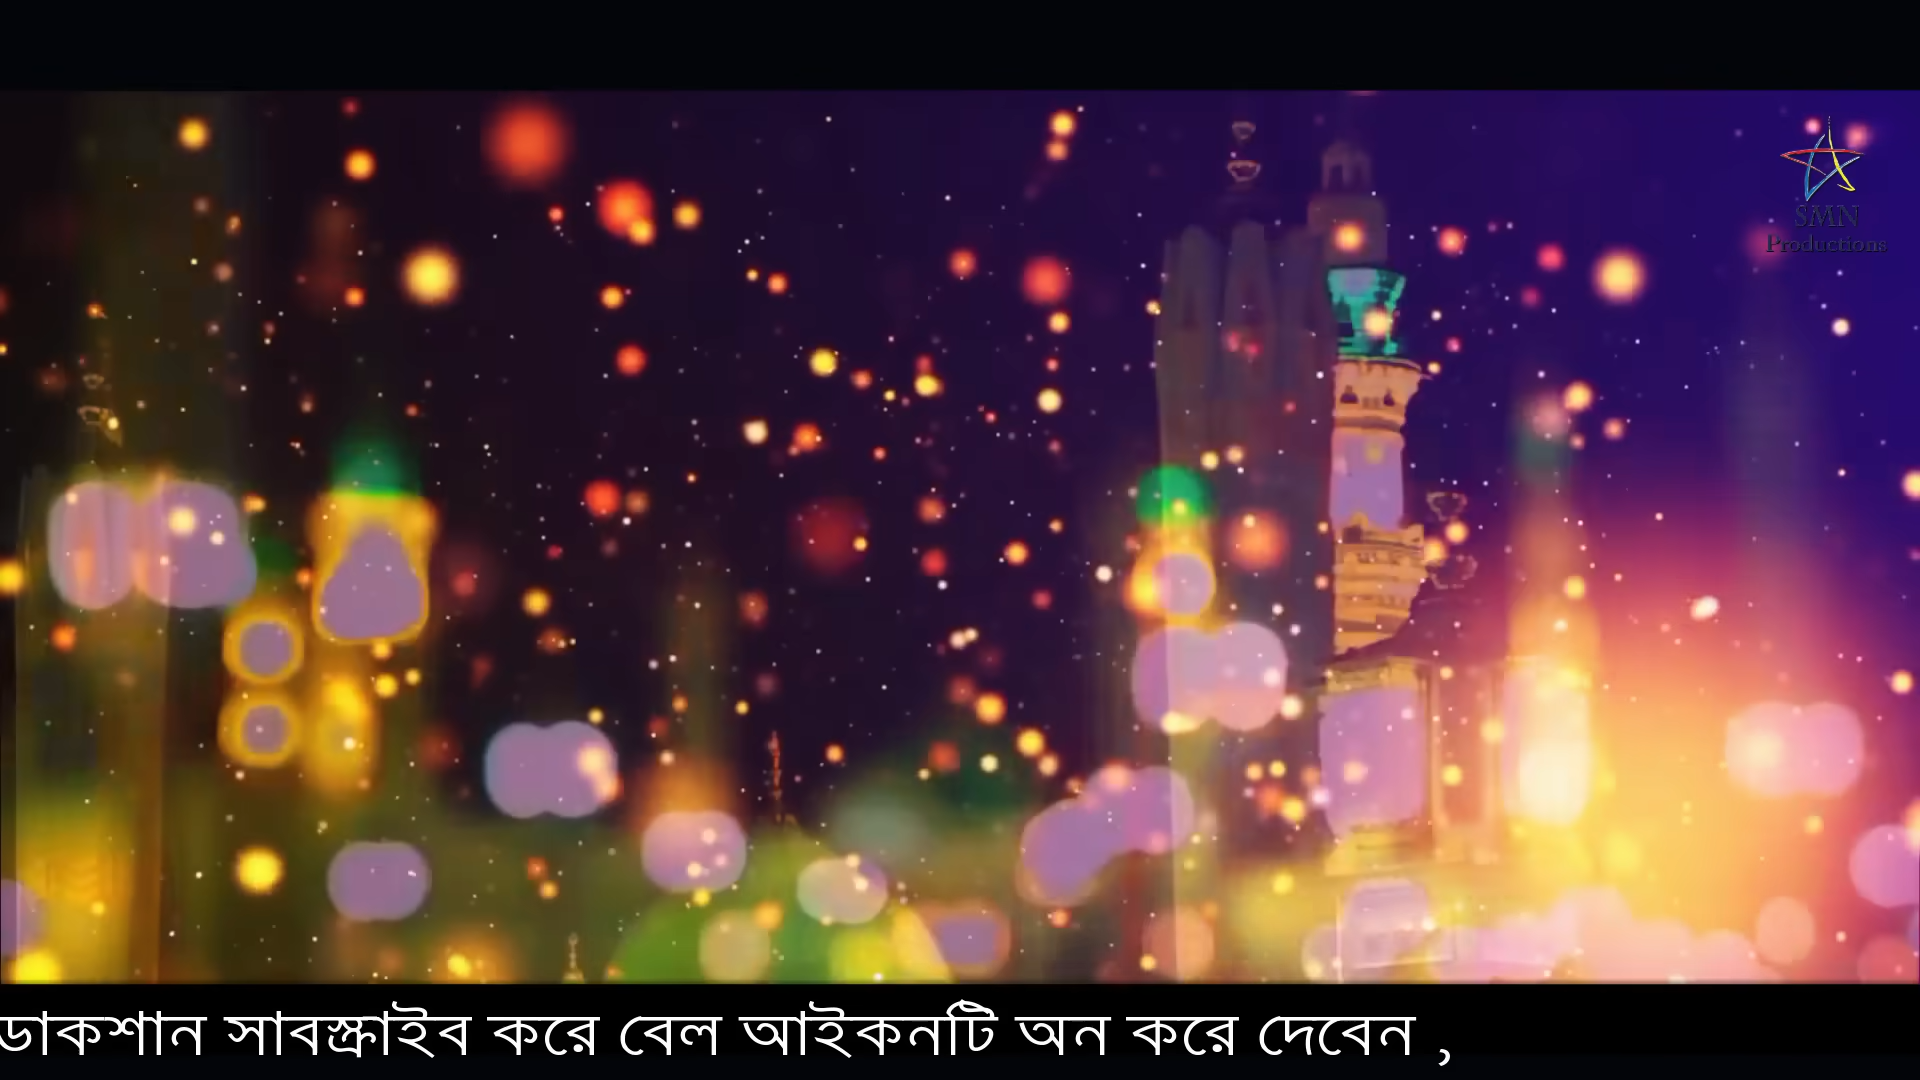 SMN
Productions
ডাকশান সাবস্ক্রাইব করে বেল আইকনটি অন করে দেবেন ,